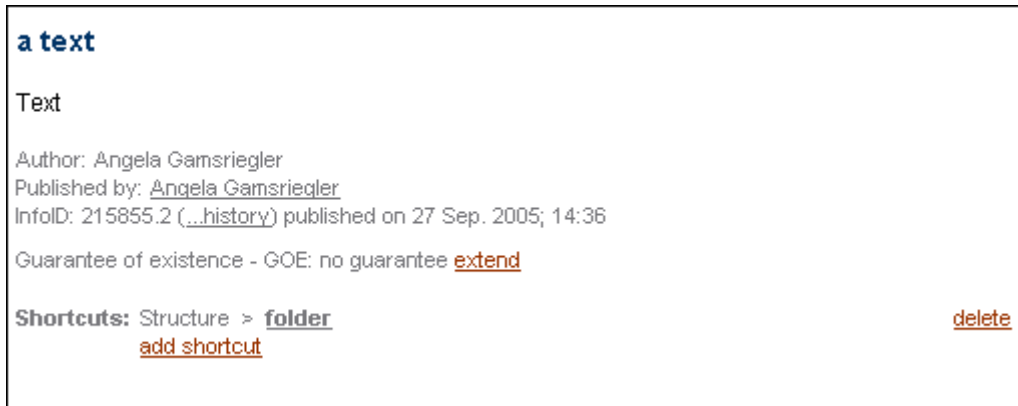 a text
Text
Author: Angela Gamsriegler
Published by: Angela Gamsriegler
InfoID: 215855.2 (...history) published on 27 Sep. 2005; 14:36
Guarantee of existence - GOE: no guarantee extend
Shortcuts: Structure > folder delete
add shortcut